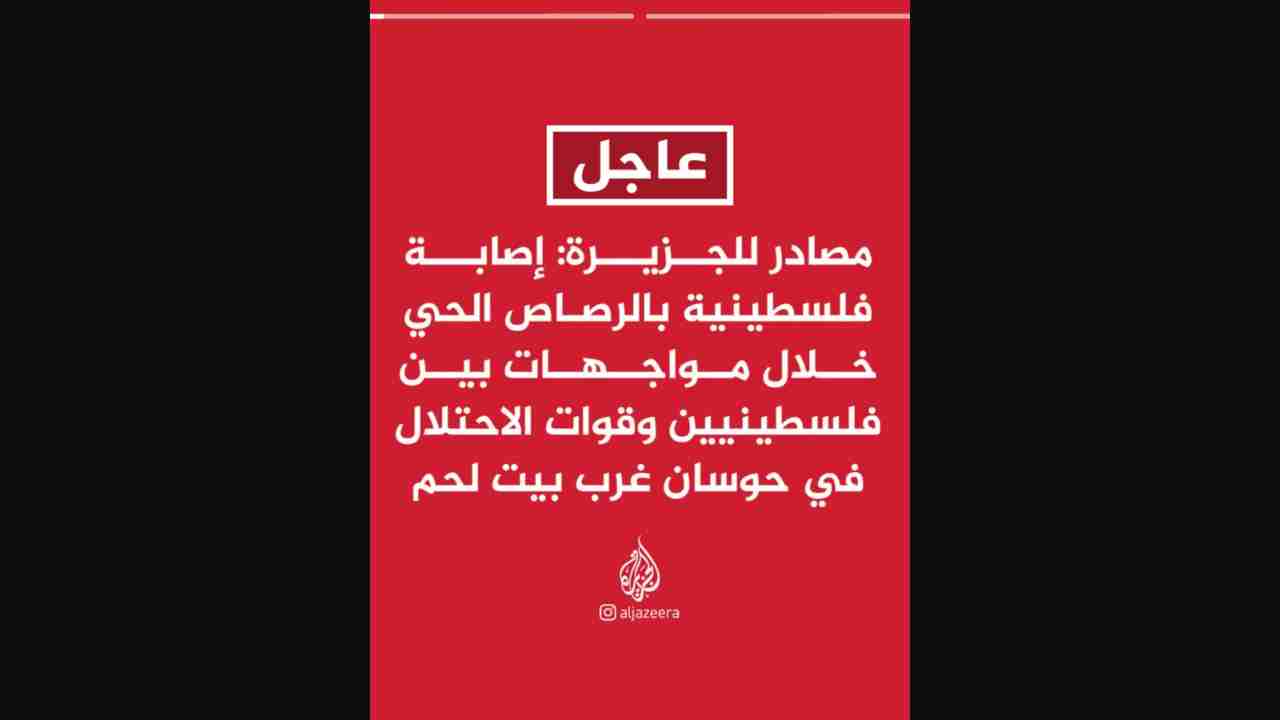 عاجل
مصادر للجزيرة: إصابة
فلسطينية بالرصاص الحي
خلال مواجهات بين
فلسطينيين وقوات الاحتلال
في حوسان غرب بيت لحم
الجزيرة
aljazeera